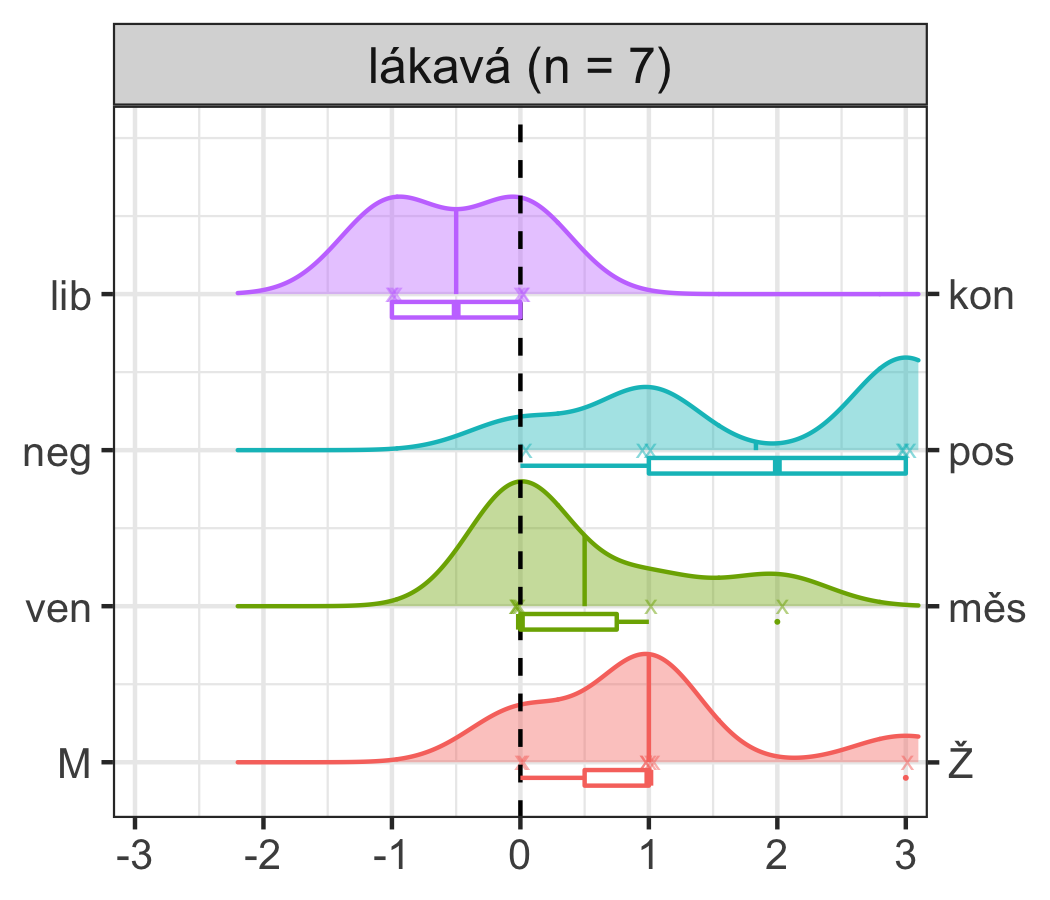 lákavá (n = 7)
lib kon
neg pos
ven měs
M Ž
-3 -2 -1 0 1 2 3